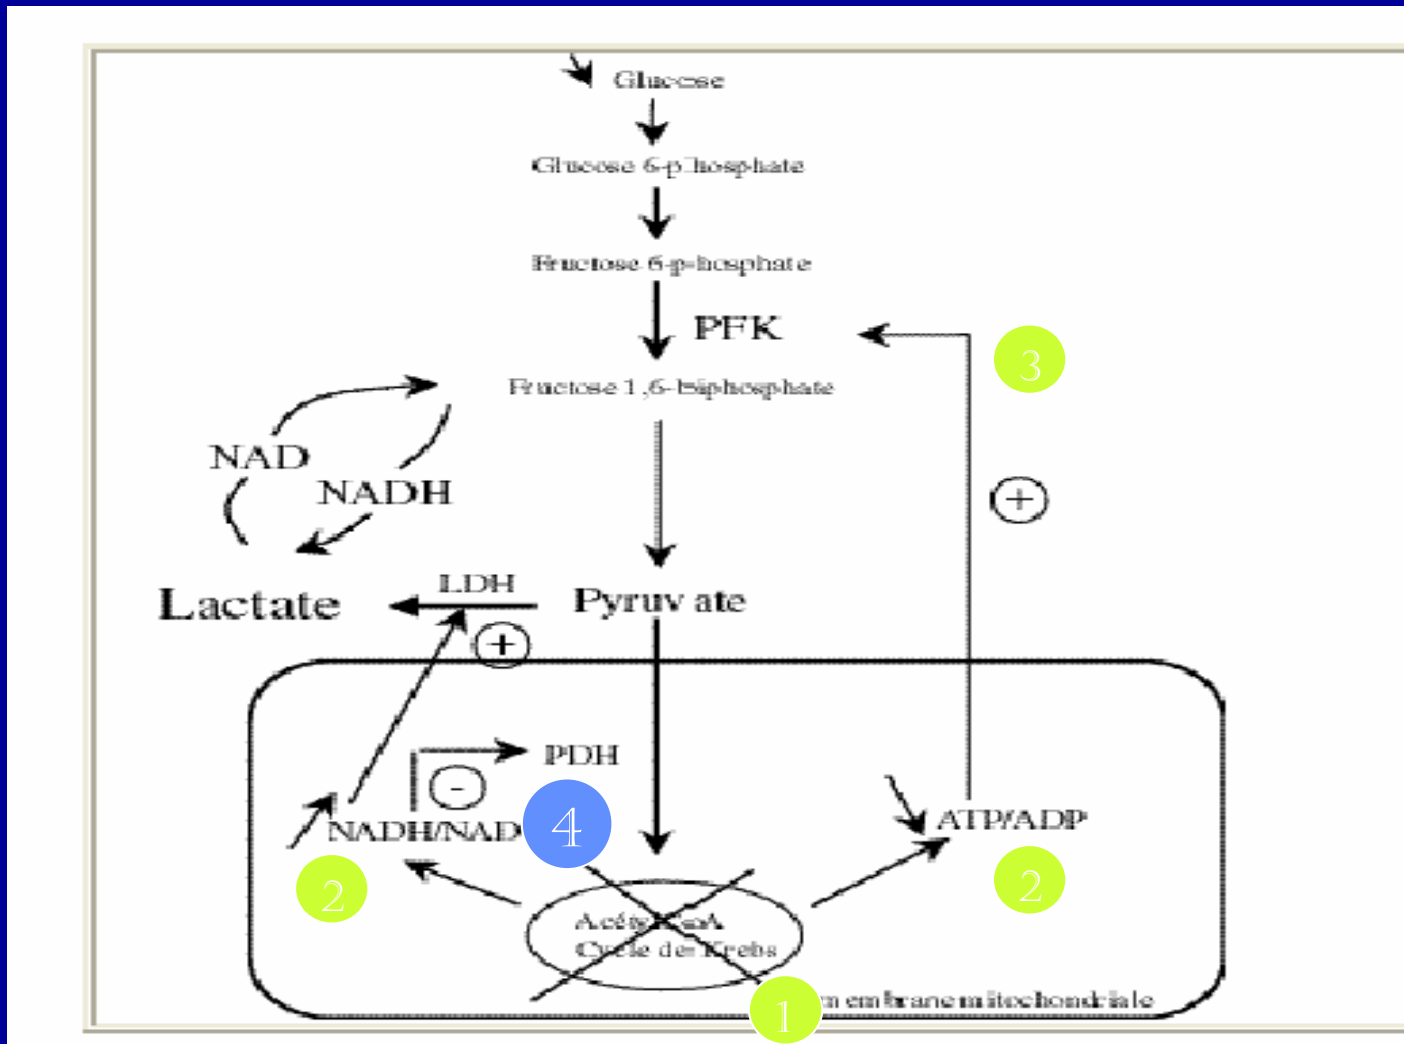 Glucose
Glucose 6-phosphate
Fructose 6-phosphate
PFK
3
Fructose 1,6-biphosphate
NAD
NADH
+
LDH
Lactate
Pyruvate
+
PDH
-
4
NADH/NAD
ATP/ADP
2
2
Acétyl CoA
Cycle de Krebs
membrane mitochondriale
1